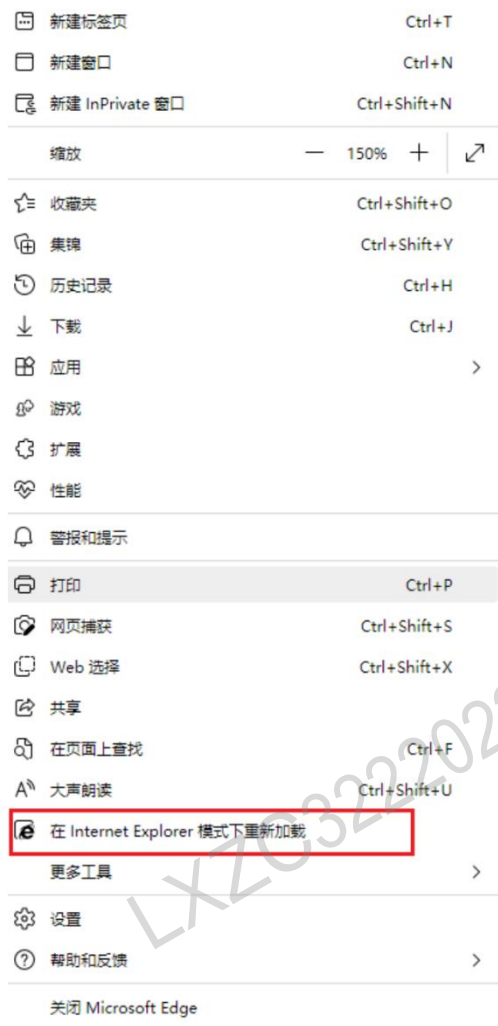 新建标签页 Ctrl+T
新建窗口 Ctrl+N
新建 InPrivate 窗口 Ctrl+Shift+N
缩放 — 150% +
收藏夹 Ctrl+Shift+O
集锦 Ctrl+Shift+Y
历史记录 Ctrl+H
下载 Ctrl+J
应用
游戏
扩展
性能
警报和提示
打印 Ctrl+P
网页捕获 Ctrl+Shift+S
Web 选择 Ctrl+Shift+X
共享
在页面上查找 Ctrl+F
大声朗读 Ctrl+Shift+U
在 Internet Explorer 模式下重新加载
更多工具
设置
帮助和反馈
关闭 Microsoft Edge
LXZC322202